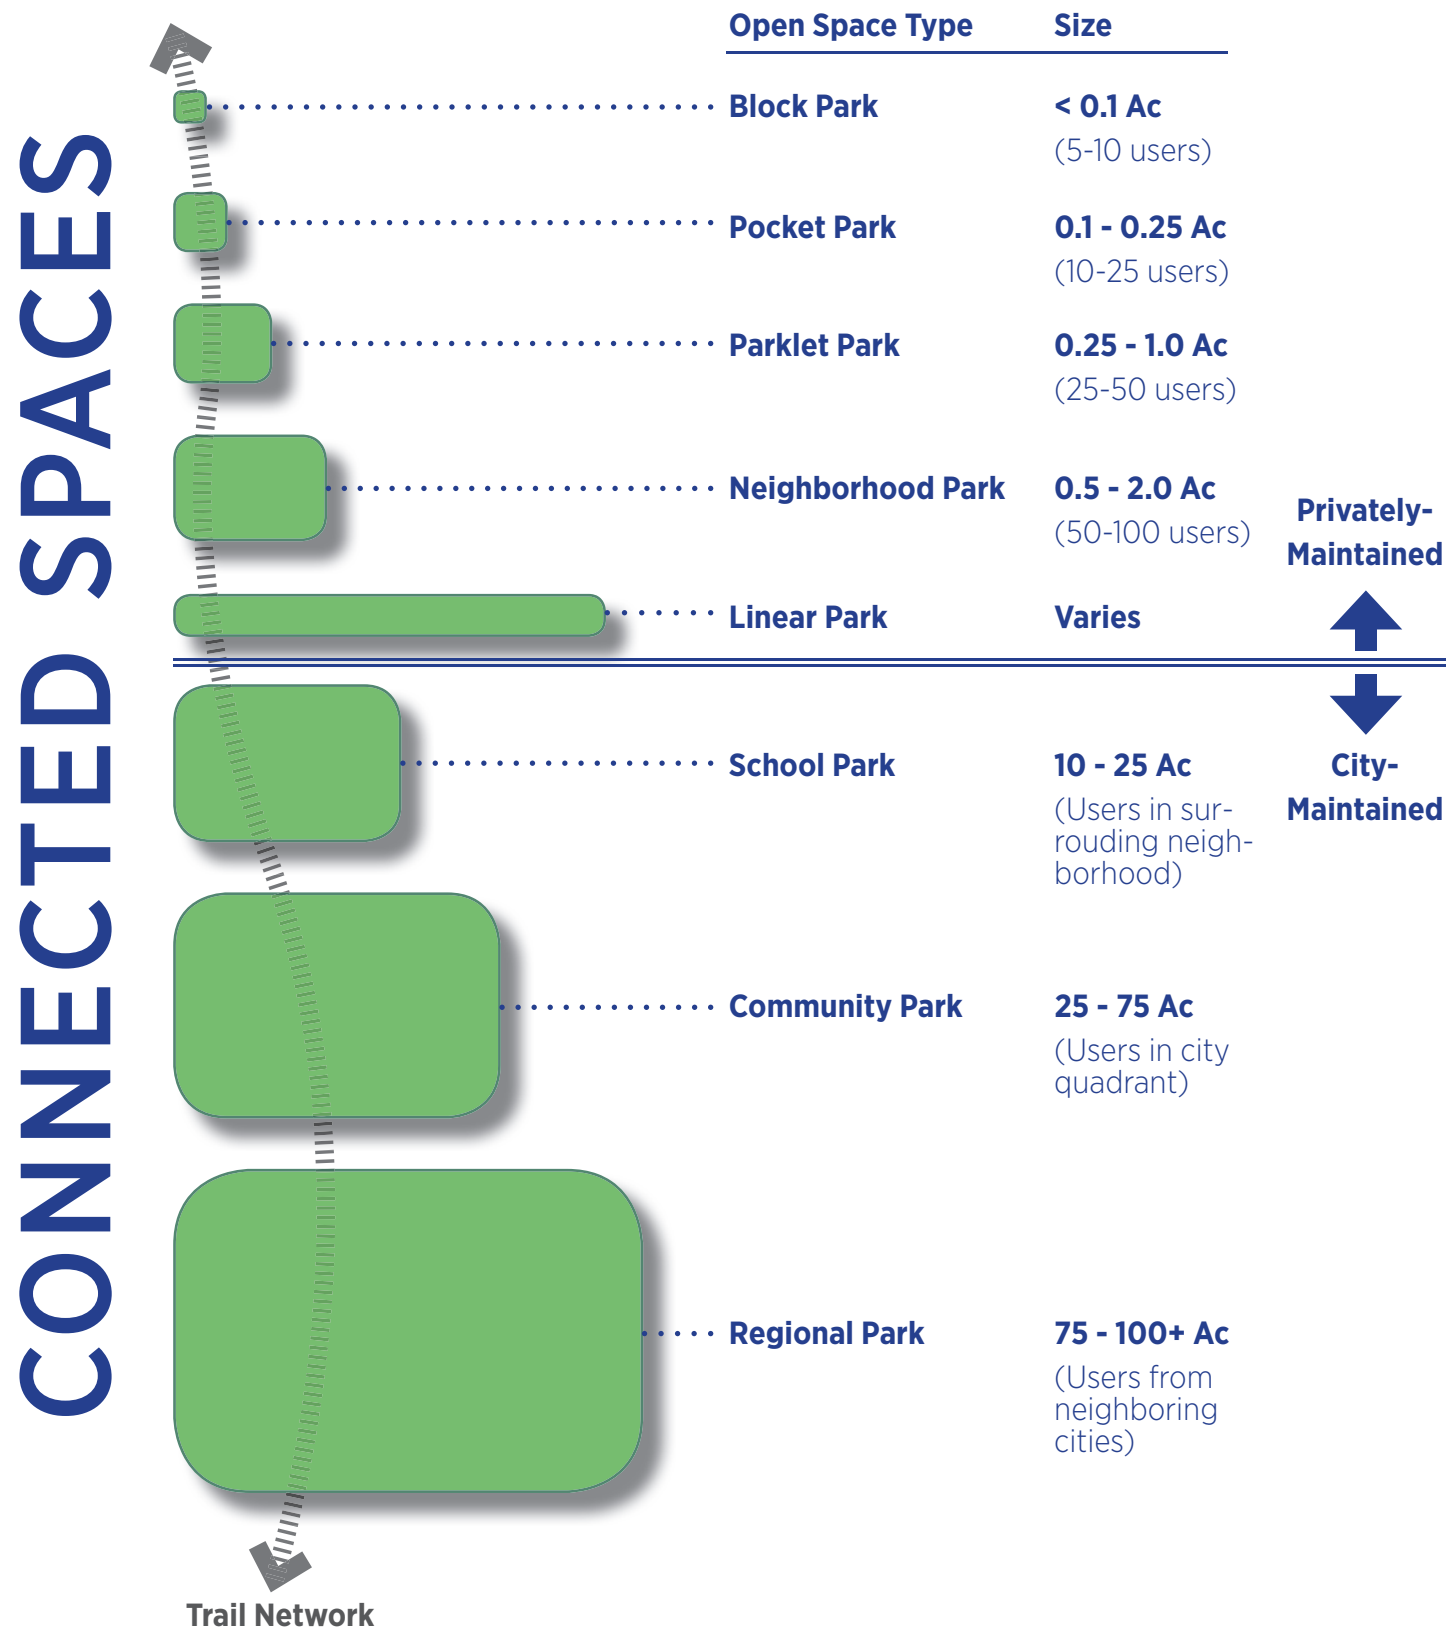 CONNECTED SPACES
Open Space Type Size
Block Park < 0.1 Ac
(5-10 users)
Pocket Park 0.1 - 0.25 Ac
(10-25 users)
Parklet Park 0.25 - 1.0 Ac
(25-50 users)
Neighborhood Park 0.5 - 2.0 Ac
(50-100 users)
Privately-
Maintained
Linear Park Varies
School Park 10 - 25 Ac
(Users in sur-
rouding neigh-
borhood)
City-
Maintained
Community Park 25 - 75 Ac
(Users in city
quadrant)
Regional Park 75 - 100+ Ac
(Users from
neighboring
cities)
Trail Network